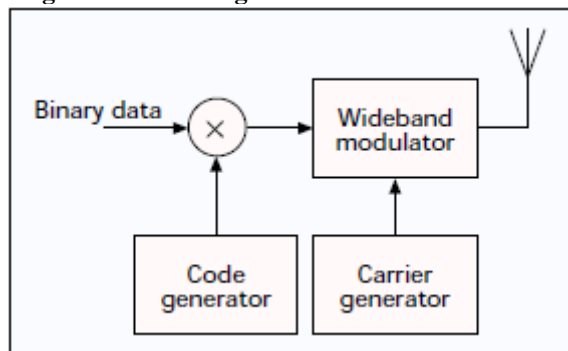 Binary data
×
Wideband
modulator
Code
generator
Carrier
generator